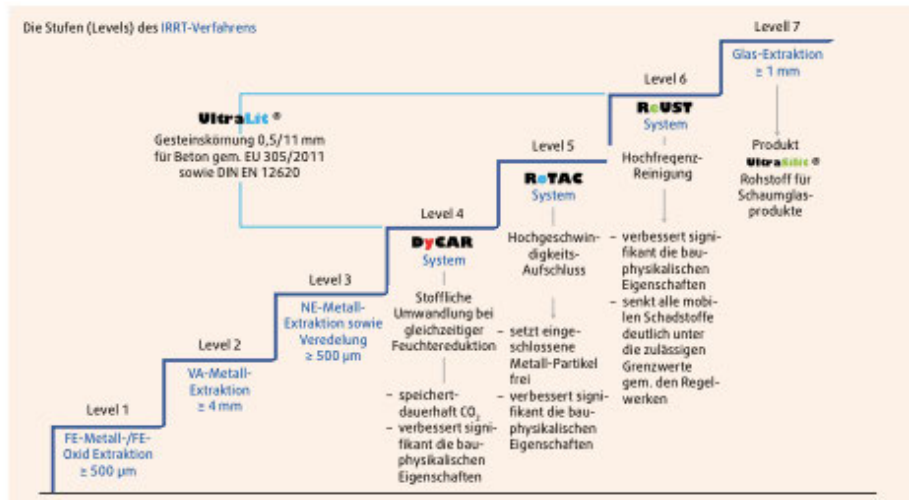 Die Stufen (Levels) des IRRT-Verfahrens
Level 1
FE-Metall-/FE-
Oxid Extraktion
≥ 500 µm
Level 2
VA-Metall-
Extraktion
≥ 4 mm
Level 3
NE-Metall-
Extraktion sowie
Veredelung
≥ 500 µm
UltraLit ®
Gesteinskörnung 0,5/11 mm
für Beton gem. EU 305/2011
sowie DIN EN 12620
Level 4
DyCAR
System
Stoffliche
Umwandlung bei
gleichzeitiger
Feuchtereduktion
– speichert-
dauerhaft CO₂
– verbessert signi-
fikant die bau-
physikalischen
Eigenschaften
Level 5
ReTAC
System
Hochgeschwin-
digkeits-
Aufschluss
– setzt einge-
schlossene
Metall-Partikel
frei
– verbessert signi-
fikant die bau-
physikalischen
Eigenschaften
Level 6
ReUST
System
Hochfreqenz-
Reinigung
– verbessert signi-
fikant die bau-
physikalischen
Eigenschaften
– senkt alle mobi-
len Schadstoffe
deutlich unter
die zulässigen
Grenzwerte
gem. den Regel-
werken
Levell 7
Glas-Extraktion
≥ 1 mm
Produkt
UltraSilit ®
Rohstoff für
Schaumglas-
produkte